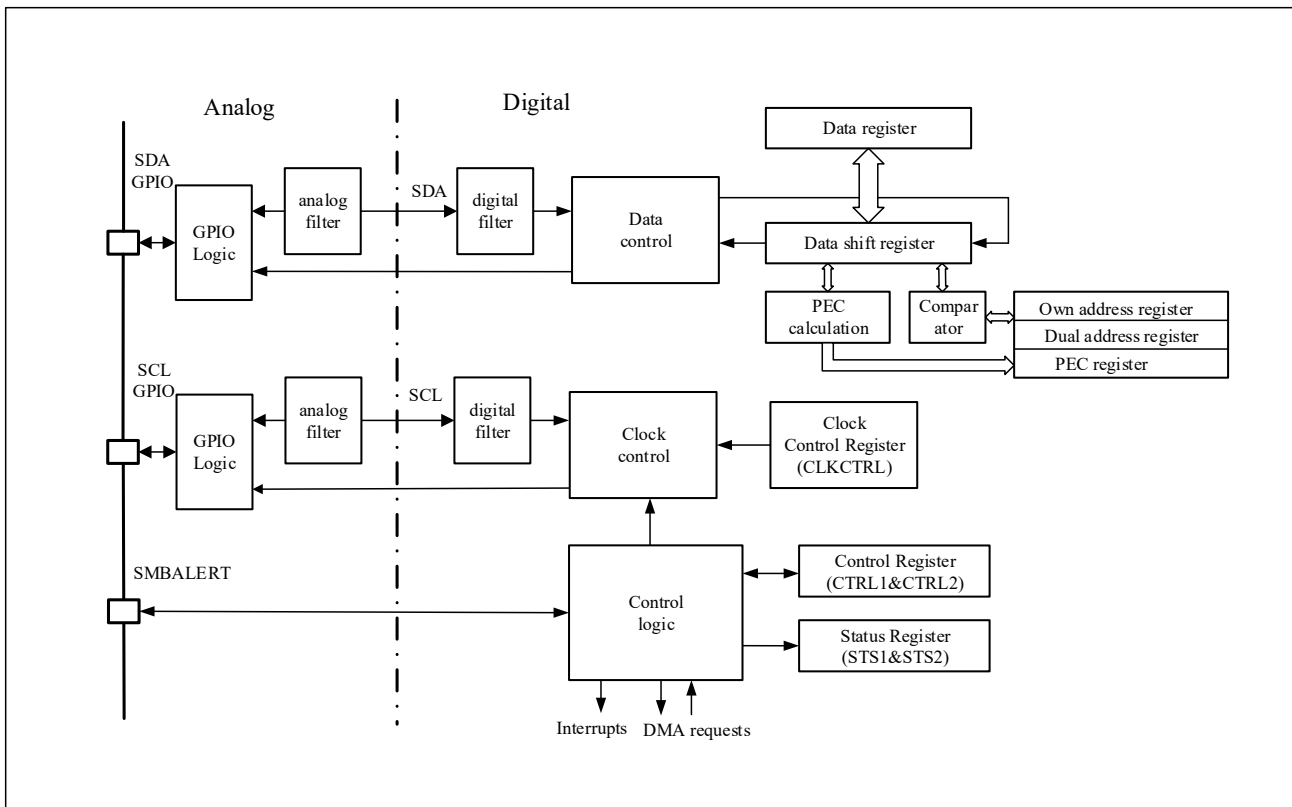 Analog
Digital
Data register
SDA
GPIO
analog
filter
SDA
digital
filter
GPIO
Logic
Data
control
Data shift register
PEC
calculation
Compar
ator
Own address register
Dual address register
PEC register
SCL
GPIO
analog
filter
SCL
digital
filter
GPIO
Logic
Clock
control
Clock
Control Register
(CLKCTRL)
SMBALERT
Control
logic
Control Register
(CTRL1&CTRL2)
Status Register
(STS1&STS2)
Interrupts
DMA requests